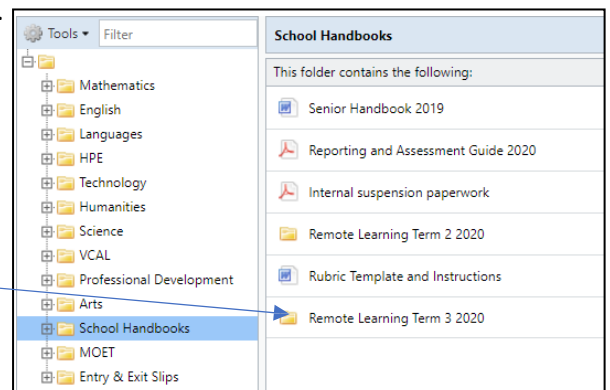 Tools
Filter
Mathematics
English
Languages
HPE
Technology
Humanities
Science
VCAL
Professional Development
Arts
School Handbooks
MOET
Entry & Exit Slips
School Handbooks
This folder contains the following:
Senior Handbook 2019
Reporting and Assessment Guide 2020
Internal suspension paperwork
Remote Learning Term 2 2020
Rubric Template and Instructions
Remote Learning Term 3 2020